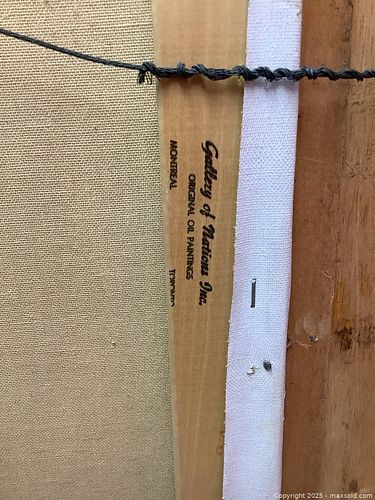 Gallery of Nations Inc.
ORIGINAL OIL PAINTINGS
MONTREAL TORONTO
Copyright 2025 - maxsold.com